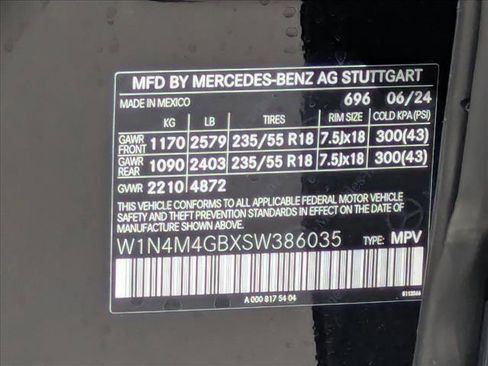 MFD BY MERCEDES-BENZ AG STUTTGART
MADE IN MEXICO 696 06/24
KG LB TIRES RIM SIZE COLD KPA (PSI)
GAWR FRONT 1170 2579 235/55 R18 7.5Jx18 300(43)
GAWR REAR 1090 2403 235/55 R18 7.5Jx18 300(43)
GVWR 2210 4872
THIS VEHICLE CONFORMS TO ALL APPLICABLE FEDERAL MOTOR VEHICLE
SAFETY, BUMPER, AND THEFT PREVENTION STANDARDS IN EFFECT ON THE
DATE OF MANUFACTURE SHOWN ABOVE.
W1N4M4GBXSW386035 TYPE: MPV
A 000 817 54 04